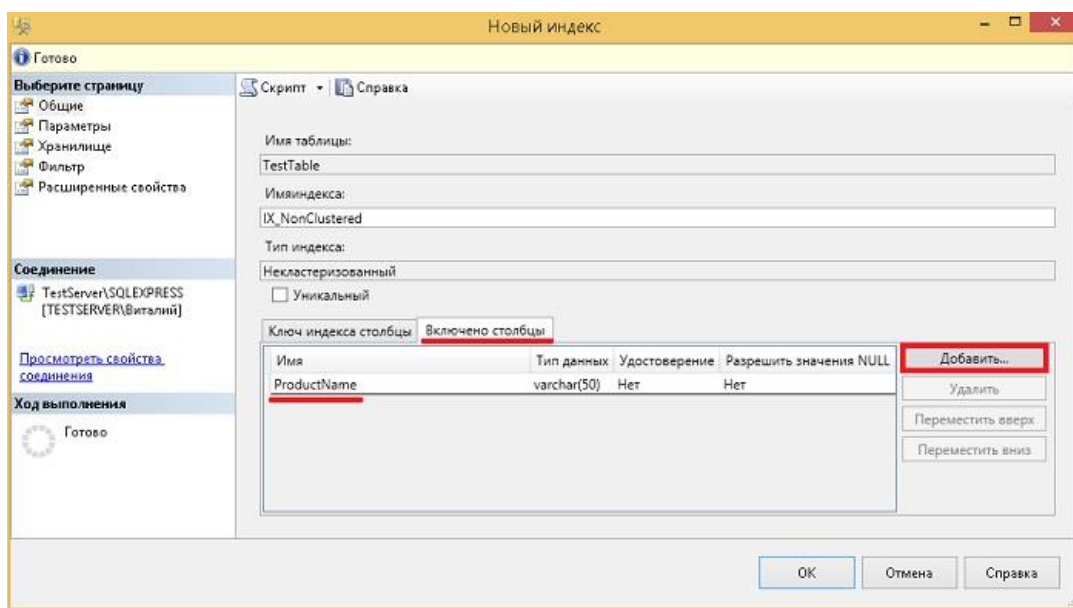 Новый индекс
Готово
Выберите страницу
Общие
Параметры
Хранилище
Фильтр
Расширенные свойства
Соединение
TestServer\SQLEXPRESS
[TESTSERVER\Виталий]
Просмотреть свойства
соединения
Ход выполнения
Готово
Скрипт Справка
Имя таблицы:
TestTable
Имяиндекса:
IX_NonClustered
Тип индекса:
Некластеризованный
Уникальный
Ключ индекса столбцы Включено столбцы
Имя Тип данных Удостоверение Разрешить значения NULL
ProductName varchar(50) Нет Нет
Добавить...
Удалить
Переместить вверх
Переместить вниз
OK Отмена Справка